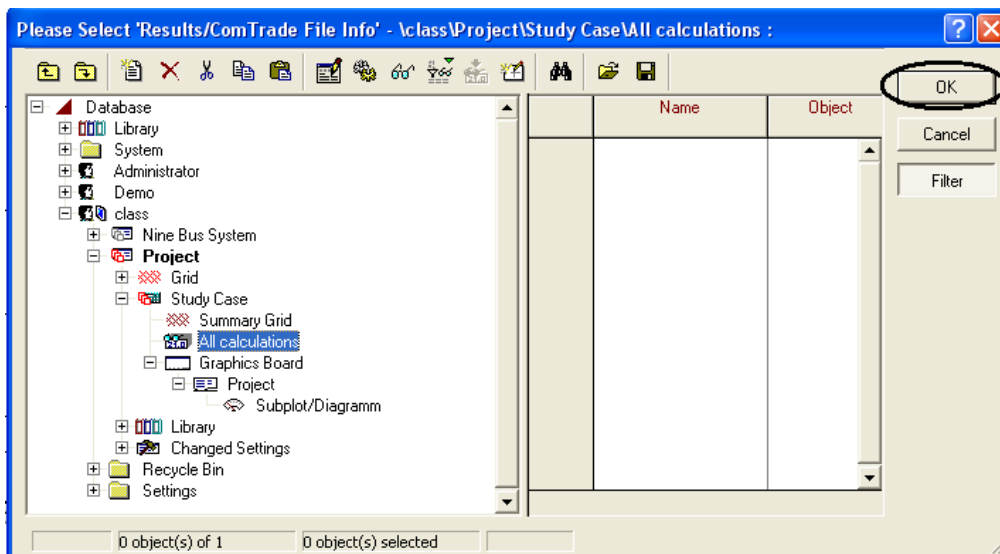 Please Select 'Results/ComTrade File Info' - \class\Project\Study Case\All calculations :
OK
Cancel
Filter
Name Object
Database
Library
System
Administrator
Demo
class
Nine Bus System
Project
Grid
Study Case
Summary Grid
All calculations
Graphics Board
Project
Subplot/Diagramm
Library
Changed Settings
Recycle Bin
Settings
0 object(s) of 1 0 object(s) selected